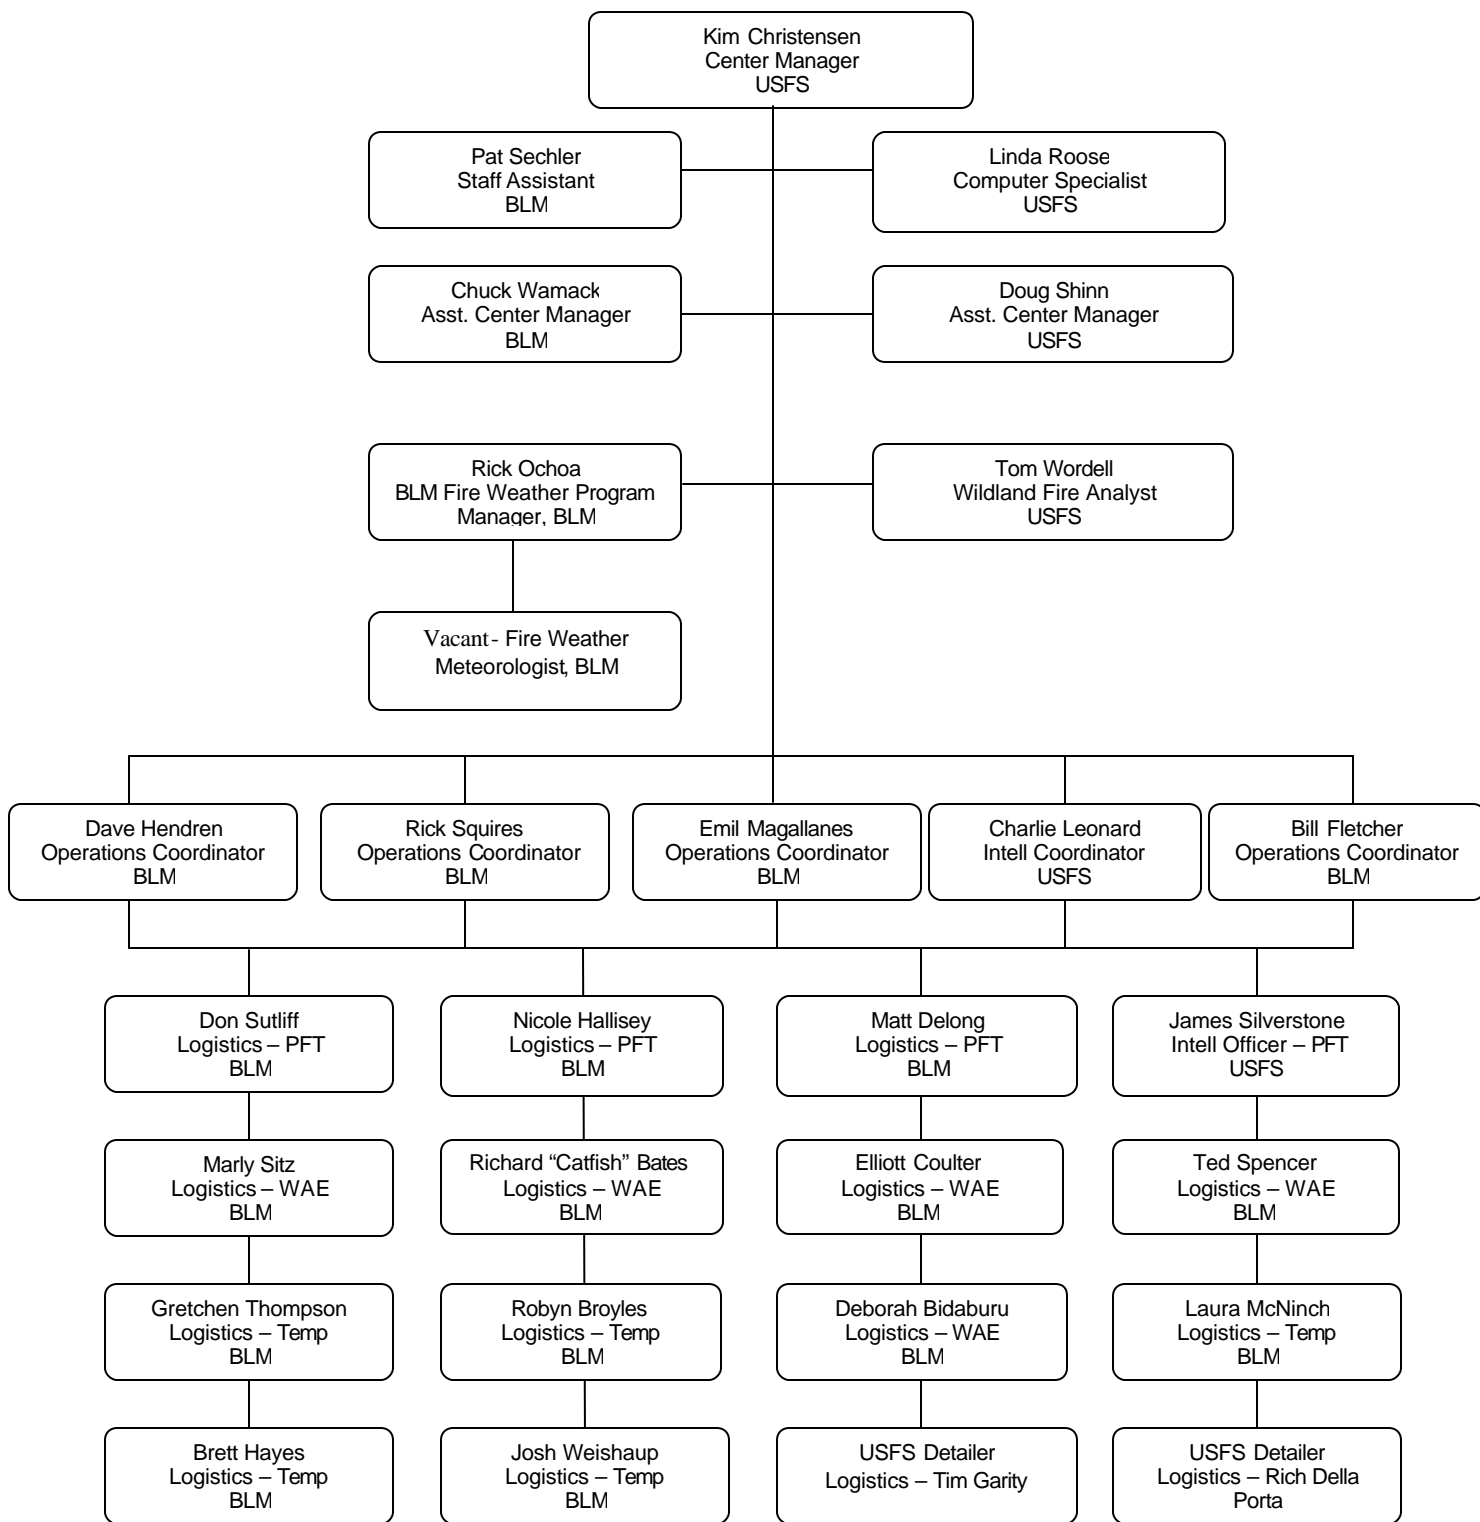 Kim Christensen
Center Manager
USFS
Pat Sechler
Staff Assistant
BLM
Linda Roose
Computer Specialist
USFS
Chuck Wamack
Asst. Center Manager
BLM
Doug Shinn
Asst. Center Manager
USFS
Rick Ochoa
BLM Fire Weather Program
Manager, BLM
Tom Wordell
Wildland Fire Analyst
USFS
Vacant - Fire Weather
Meteorologist, BLM
Dave Hendren
Operations Coordinator
BLM
Rick Squires
Operations Coordinator
BLM
Emil Magallanes
Operations Coordinator
BLM
Charlie Leonard
Intell Coordinator
USFS
Bill Fletcher
Operations Coordinator
BLM
Don Sutliff
Logistics – PFT
BLM
Nicole Hallisey
Logistics – PFT
BLM
Matt Delong
Logistics – PFT
BLM
James Silverstone
Intell Officer – PFT
USFS
Marly Sitz
Logistics – WAE
BLM
Richard “Catfish” Bates
Logistics – WAE
BLM
Elliott Coulter
Logistics – WAE
BLM
Ted Spencer
Logistics – WAE
BLM
Gretchen Thompson
Logistics – Temp
BLM
Robyn Broyles
Logistics – Temp
BLM
Deborah Bidaburu
Logistics – WAE
BLM
Laura McNinch
Logistics – Temp
BLM
Brett Hayes
Logistics – Temp
BLM
Josh Weishaup
Logistics – Temp
BLM
USFS Detailer
Logistics – Tim Garity
USFS Detailer
Logistics – Rich Della
Porta